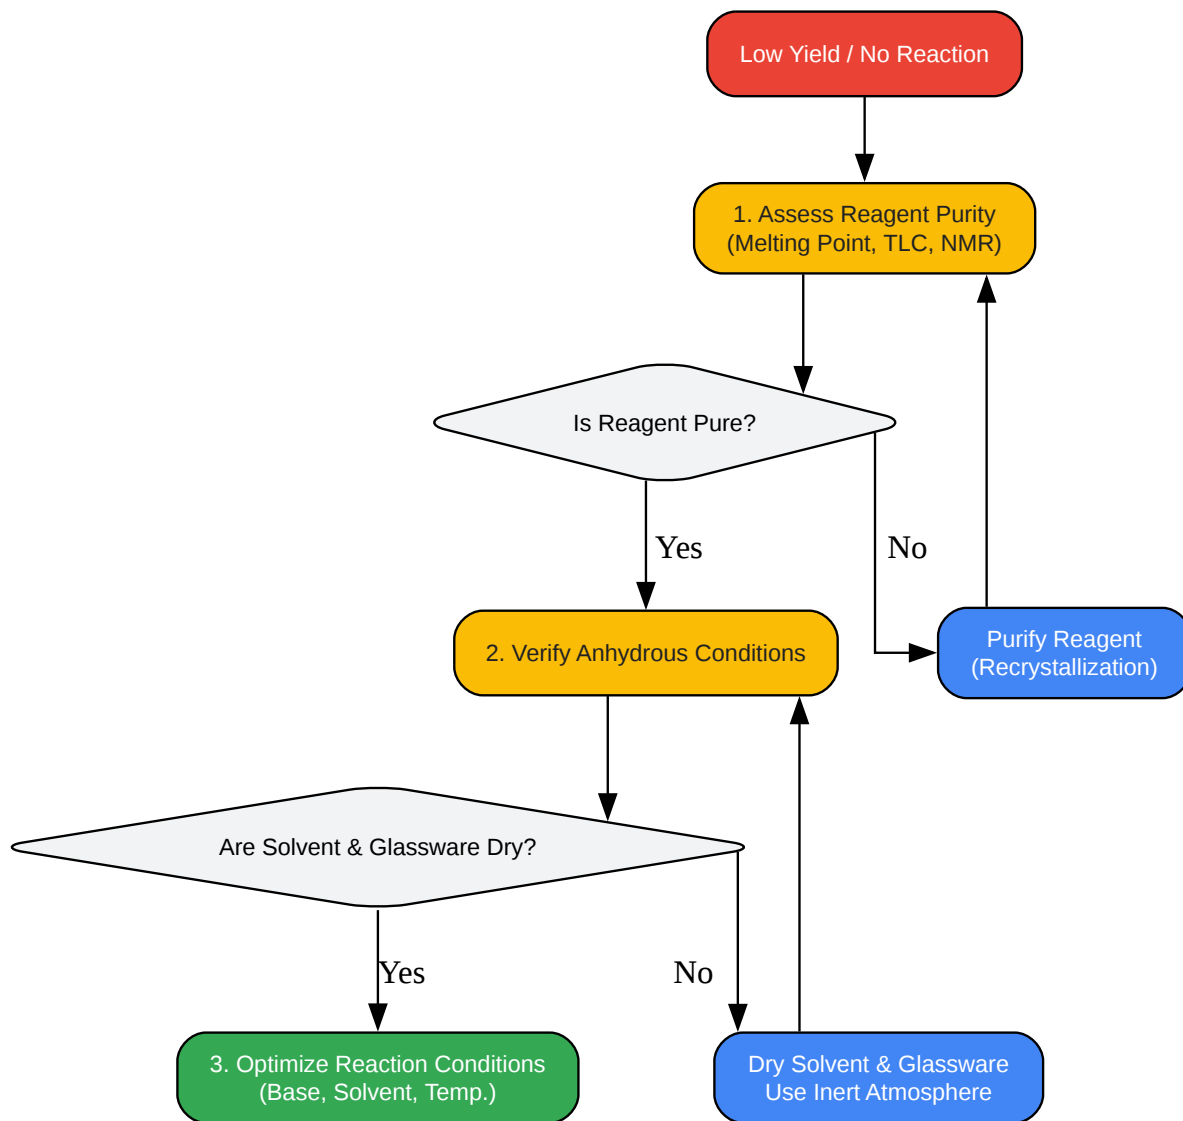 Low Yield / No Reaction
1. Assess Reagent Purity
(Melting Point, TLC, NMR)
Is Reagent Pure?
Yes
No
2. Verify Anhydrous Conditions
Purify Reagent
(Recrystallization)
Are Solvent & Glassware Dry?
Yes
No
3. Optimize Reaction Conditions
(Base, Solvent, Temp.)
Dry Solvent & Glassware
Use Inert Atmosphere